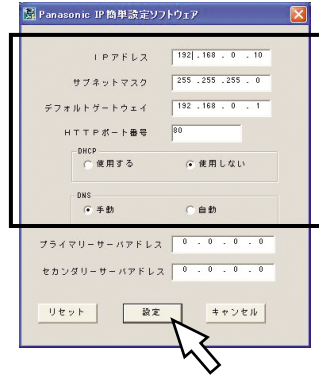 Panasonic IP簡単設定ソフトウェア
IPアドレス 192 .168 . 0 . 10
サブネットマスク 255 .255 .255 . 0
デフォルトゲートウェイ 192 .168 . 0 . 1
HTTPポート番号 80
DHCP
使用する 使用しない
DNS
手動 自動
プライマリーサーバアドレス 0 . 0 . 0 . 0
セカンダリーサーバアドレス 0 . 0 . 0 . 0
リセット 設定 キャンセル